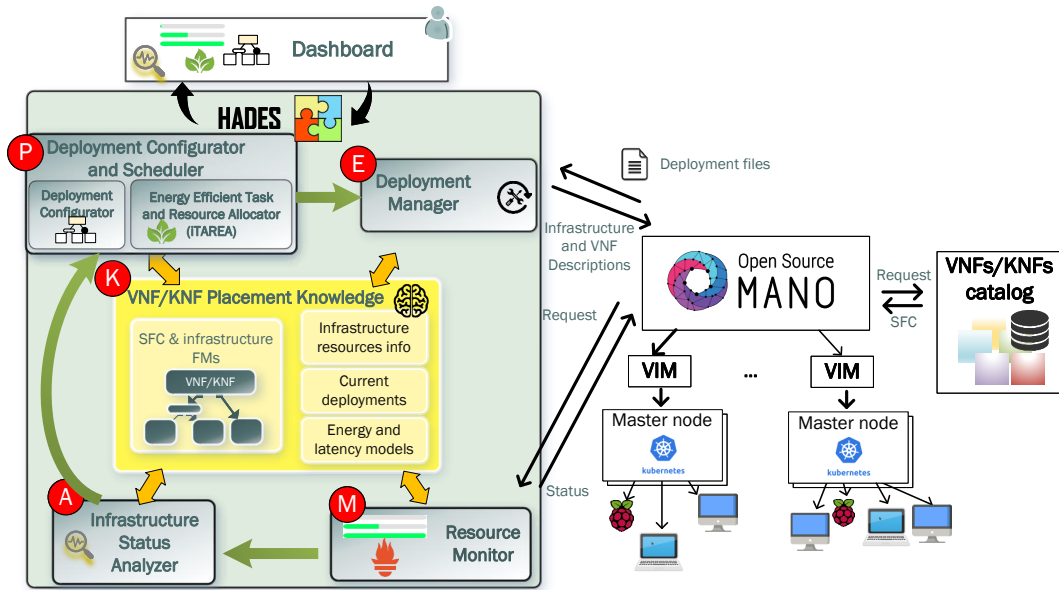 Dashboard
HADES
P
Deployment Configurator
and Scheduler
Deployment
Configurator
Energy Efficient Task
and Resource Allocator
(iTAREA)
E
Deployment
Manager
K
VNF/KNF Placement Knowledge
SFC & infrastructure
FMs
VNF/KNF
Infrastructure
resources info
Current
deployments
Energy and
latency models
A
Infrastructure
Status
Analyzer
M
Resource
Monitor
Deployment files
Infrastructure
and VNF
Descriptions
Request
Status
Open Source
MANO
Request
SFC
VNFs/KNFs
catalog
VIM
...
VIM
Master node
kubernetes
Master node
kubernetes